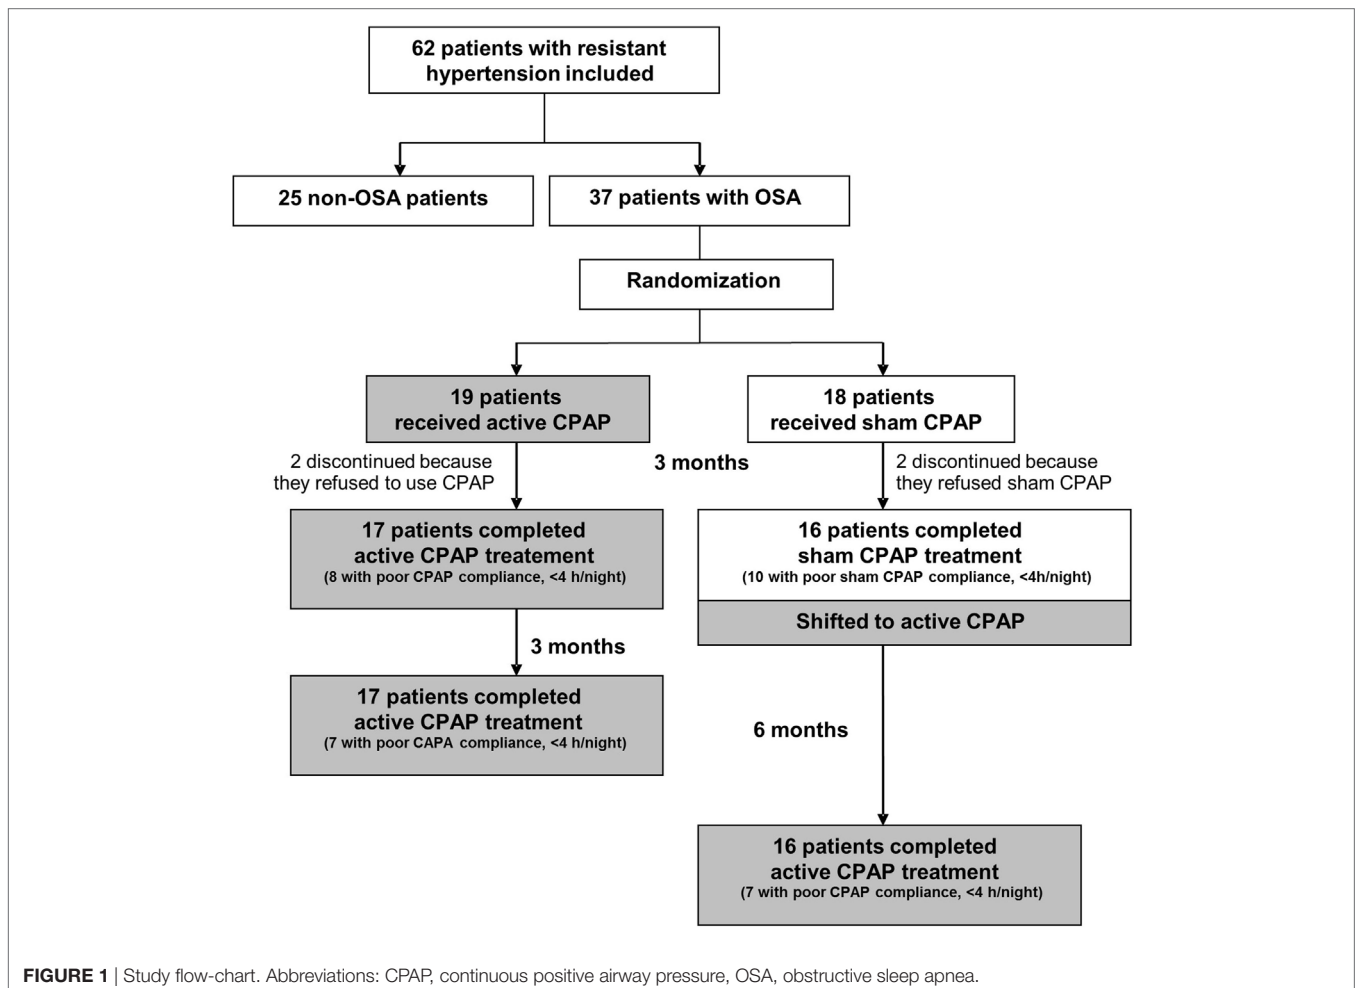 62 patients with resistant
hypertension included
25 non-OSA patients
37 patients with OSA
Randomization
19 patients
received active CPAP
18 patients
received sham CPAP
2 discontinued because
they refused to use CPAP
3 months
2 discontinued because
they refused sham CPAP
17 patients completed
active CPAP treatement
(8 with poor CPAP compliance, <4 h/night)
16 patients completed
sham CPAP treatment
(10 with poor sham CPAP compliance, <4h/night)
Shifted to active CPAP
3 months
17 patients completed
active CPAP treatment
(7 with poor CAPA compliance, <4 h/night)
6 months
16 patients completed
active CPAP treatment
(7 with poor CPAP compliance, <4 h/night)
FIGURE 1 | Study flow-chart. Abbreviations: CPAP, continuous positive airway pressure, OSA, obstructive sleep apnea.